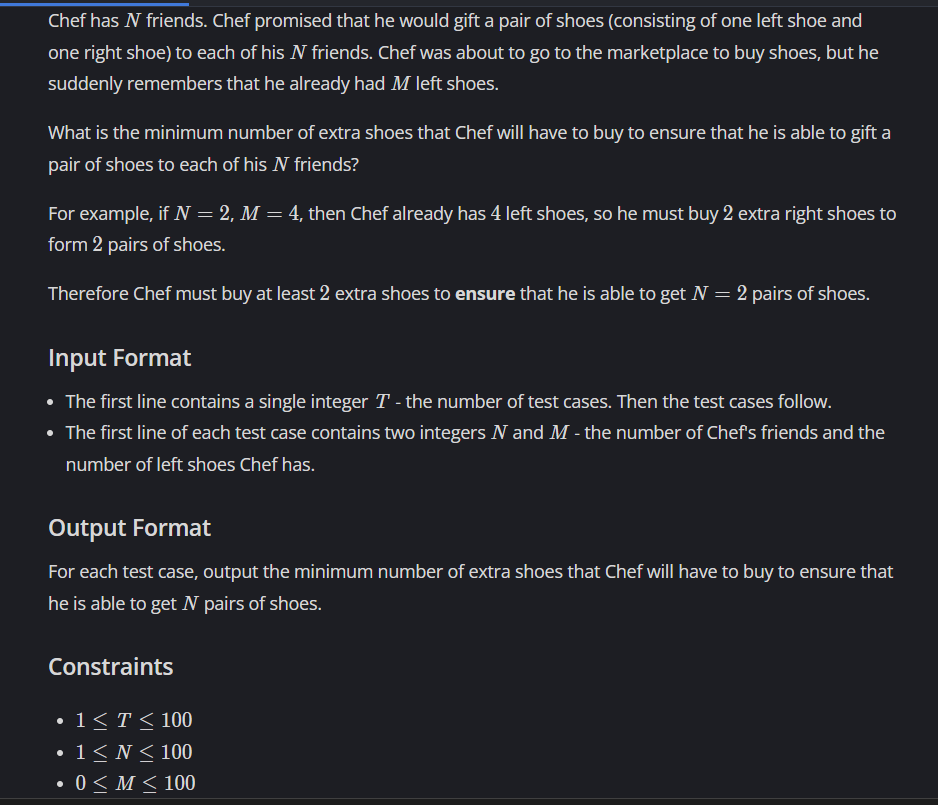 Chef has N friends. Chef promised that he would gift a pair of shoes (consisting of one left shoe and
one right shoe) to each of his N friends. Chef was about to go to the marketplace to buy shoes, but he
suddenly remembers that he already had M left shoes.
What is the minimum number of extra shoes that Chef will have to buy to ensure that he is able to gift a
pair of shoes to each of his N friends?
For example, if N = 2, M = 4, then Chef already has 4 left shoes, so he must buy 2 extra right shoes to
form 2 pairs of shoes.
Therefore Chef must buy at least 2 extra shoes to ensure that he is able to get N = 2 pairs of shoes.
Input Format
• The first line contains a single integer T - the number of test cases. Then the test cases follow.
• The first line of each test case contains two integers N and M - the number of Chef's friends and the
number of left shoes Chef has.
Output Format
For each test case, output the minimum number of extra shoes that Chef will have to buy to ensure that
he is able to get N pairs of shoes.
Constraints
• 1 ≤ T ≤ 100
• 1 ≤ N ≤ 100
• 0 ≤ M ≤ 100